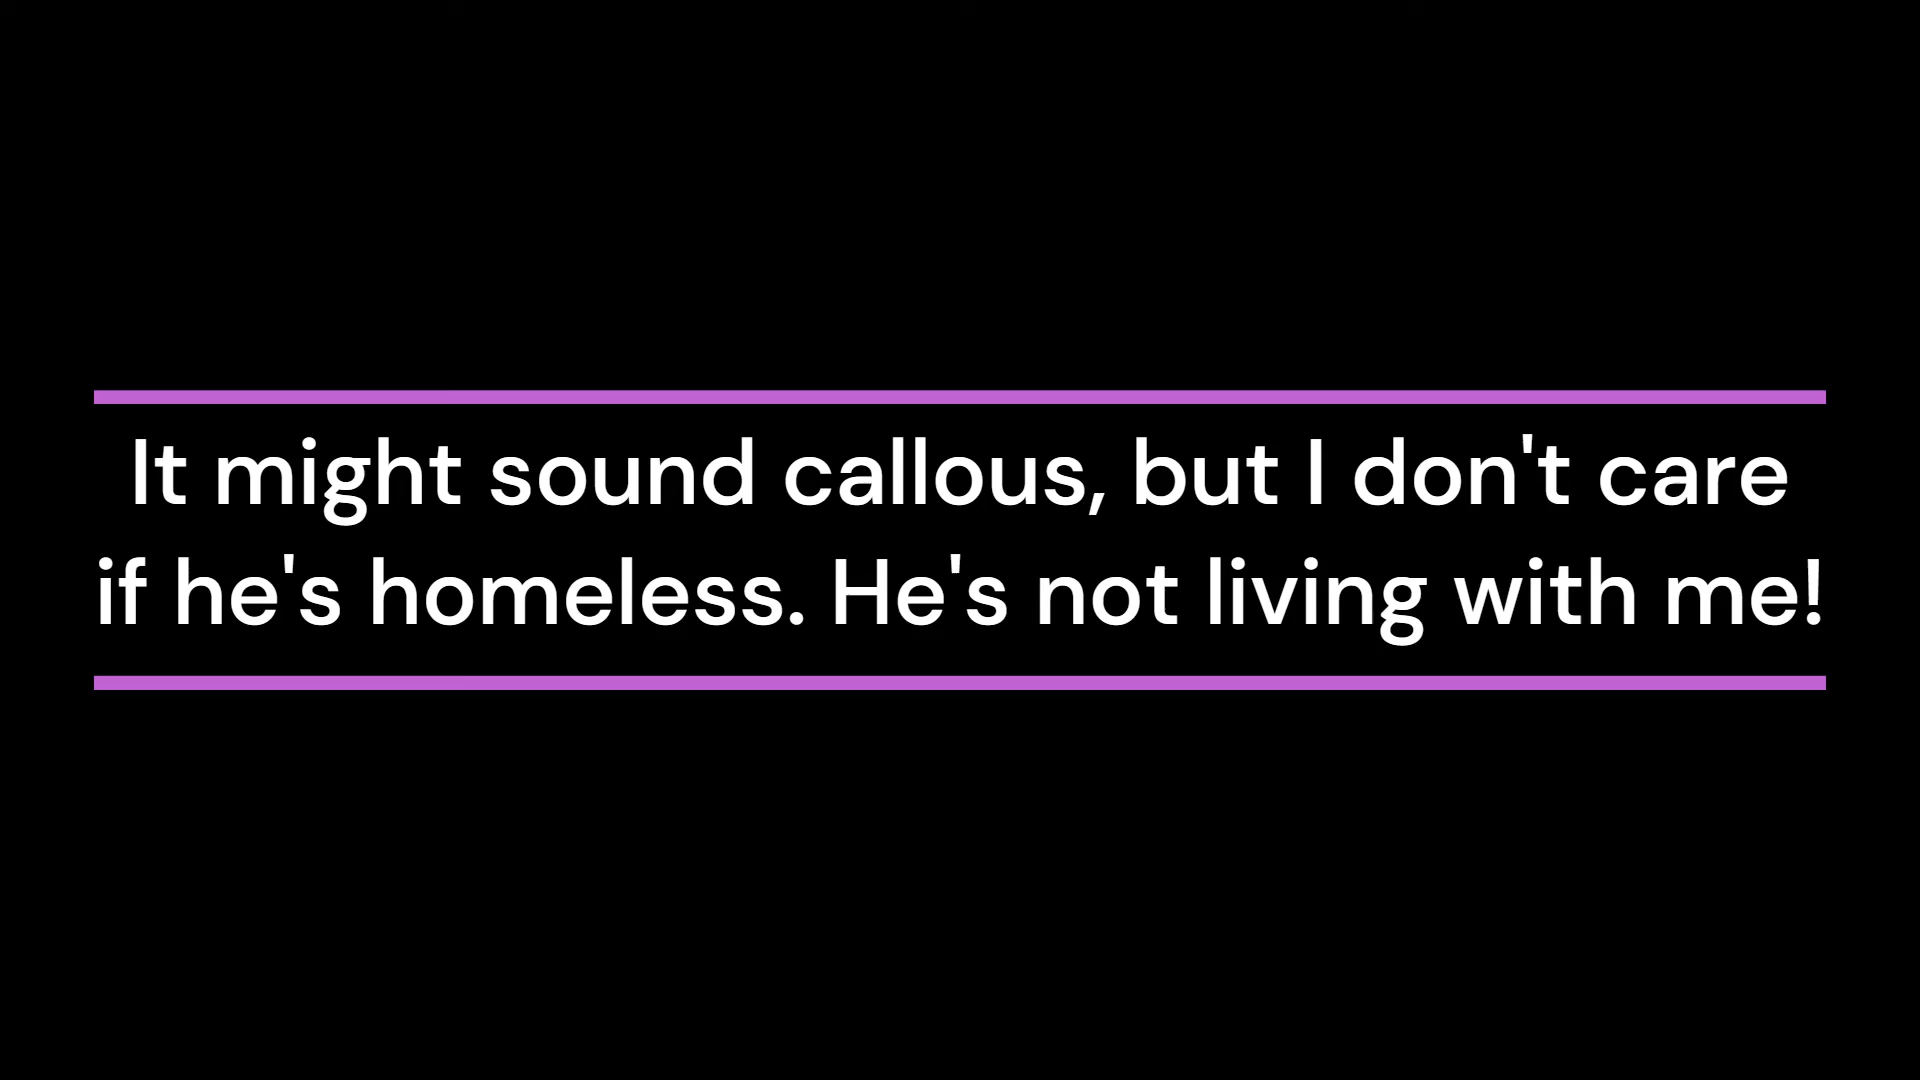 It might sound callous, but I don't care
if he's homeless. He's not living with me!